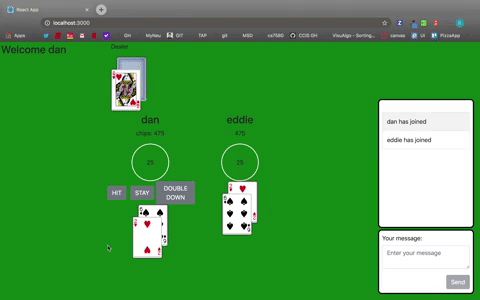 React App
localhost:3000
Apps
GH
MyNeu
GIT
TAP
git
MSD
cs7580
CCIS GH
VisuAlgo - Sorting...
canvas
UI
PizzaApp
Welcome dan
Dealer
dan
eddie
chips: 475
475
25
25
HIT
STAY
DOUBLE
DOWN
dan has joined
eddie has joined
Your message:
Enter your message
Send